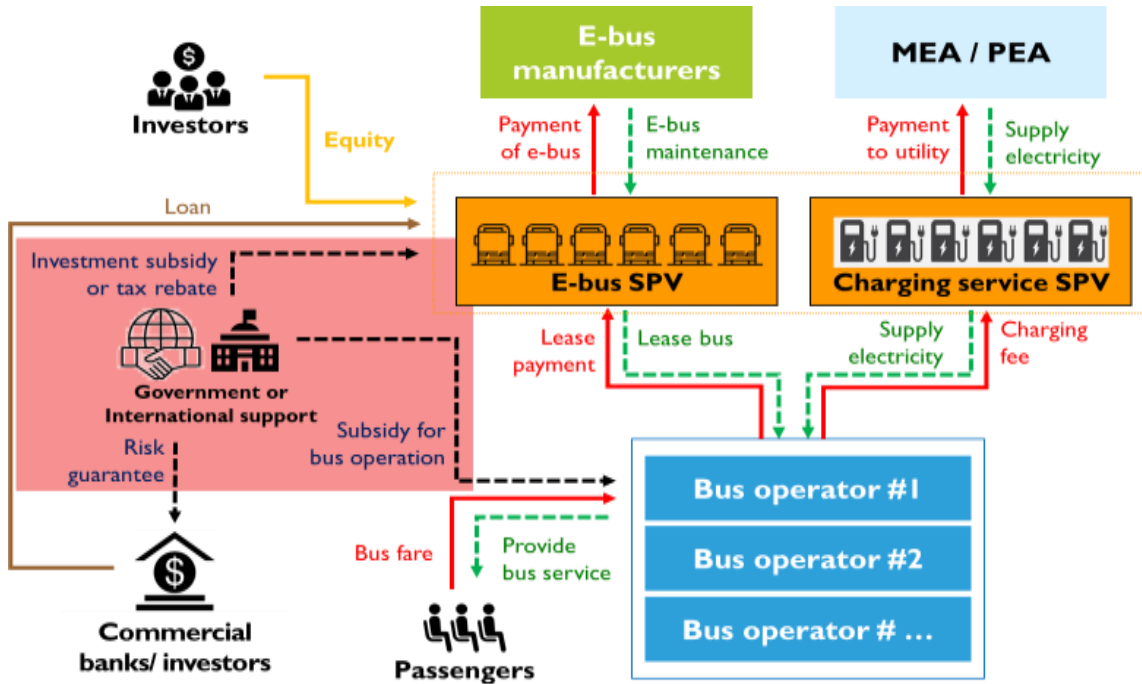 E-bus
manufacturers
MEA / PEA
Investors
Equity
Payment
of e-bus
E-bus
maintenance
Payment
to utility
Supply
electricity
Loan
Investment subsidy
or tax rebate
E-bus SPV
Charging service SPV
Government or
International support
Lease
payment
Lease bus
Supply
electricity
Charging
fee
Risk
guarantee
Subsidy for
bus operation
Bus operator #1
Bus operator #2
Bus operator # ...
Bus fare
Provide
bus service
Commercial
banks/ investors
Passengers